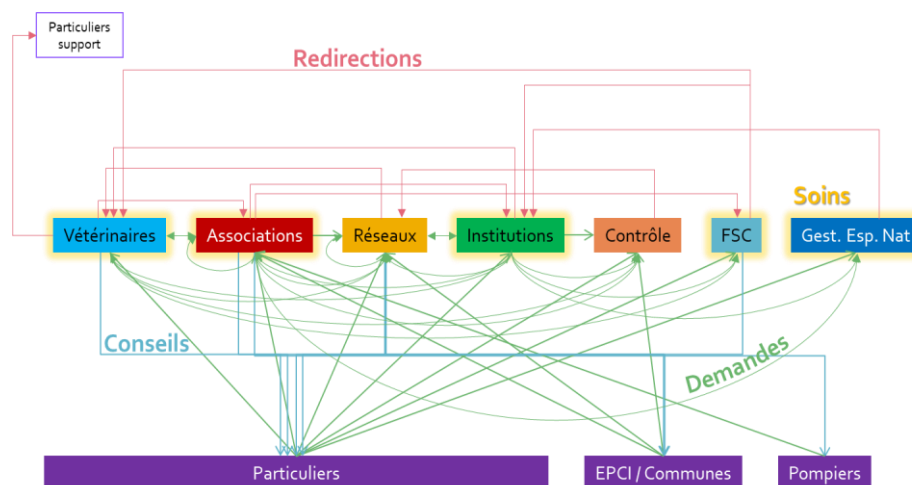 Particuliers
support
Redirections
Soins
Vétérinaires
Associations
Réseaux
Institutions
Contrôle
FSC
Gest. Esp. Nat
Conseils
Demandes
Particuliers
EPCI / Communes
Pompiers